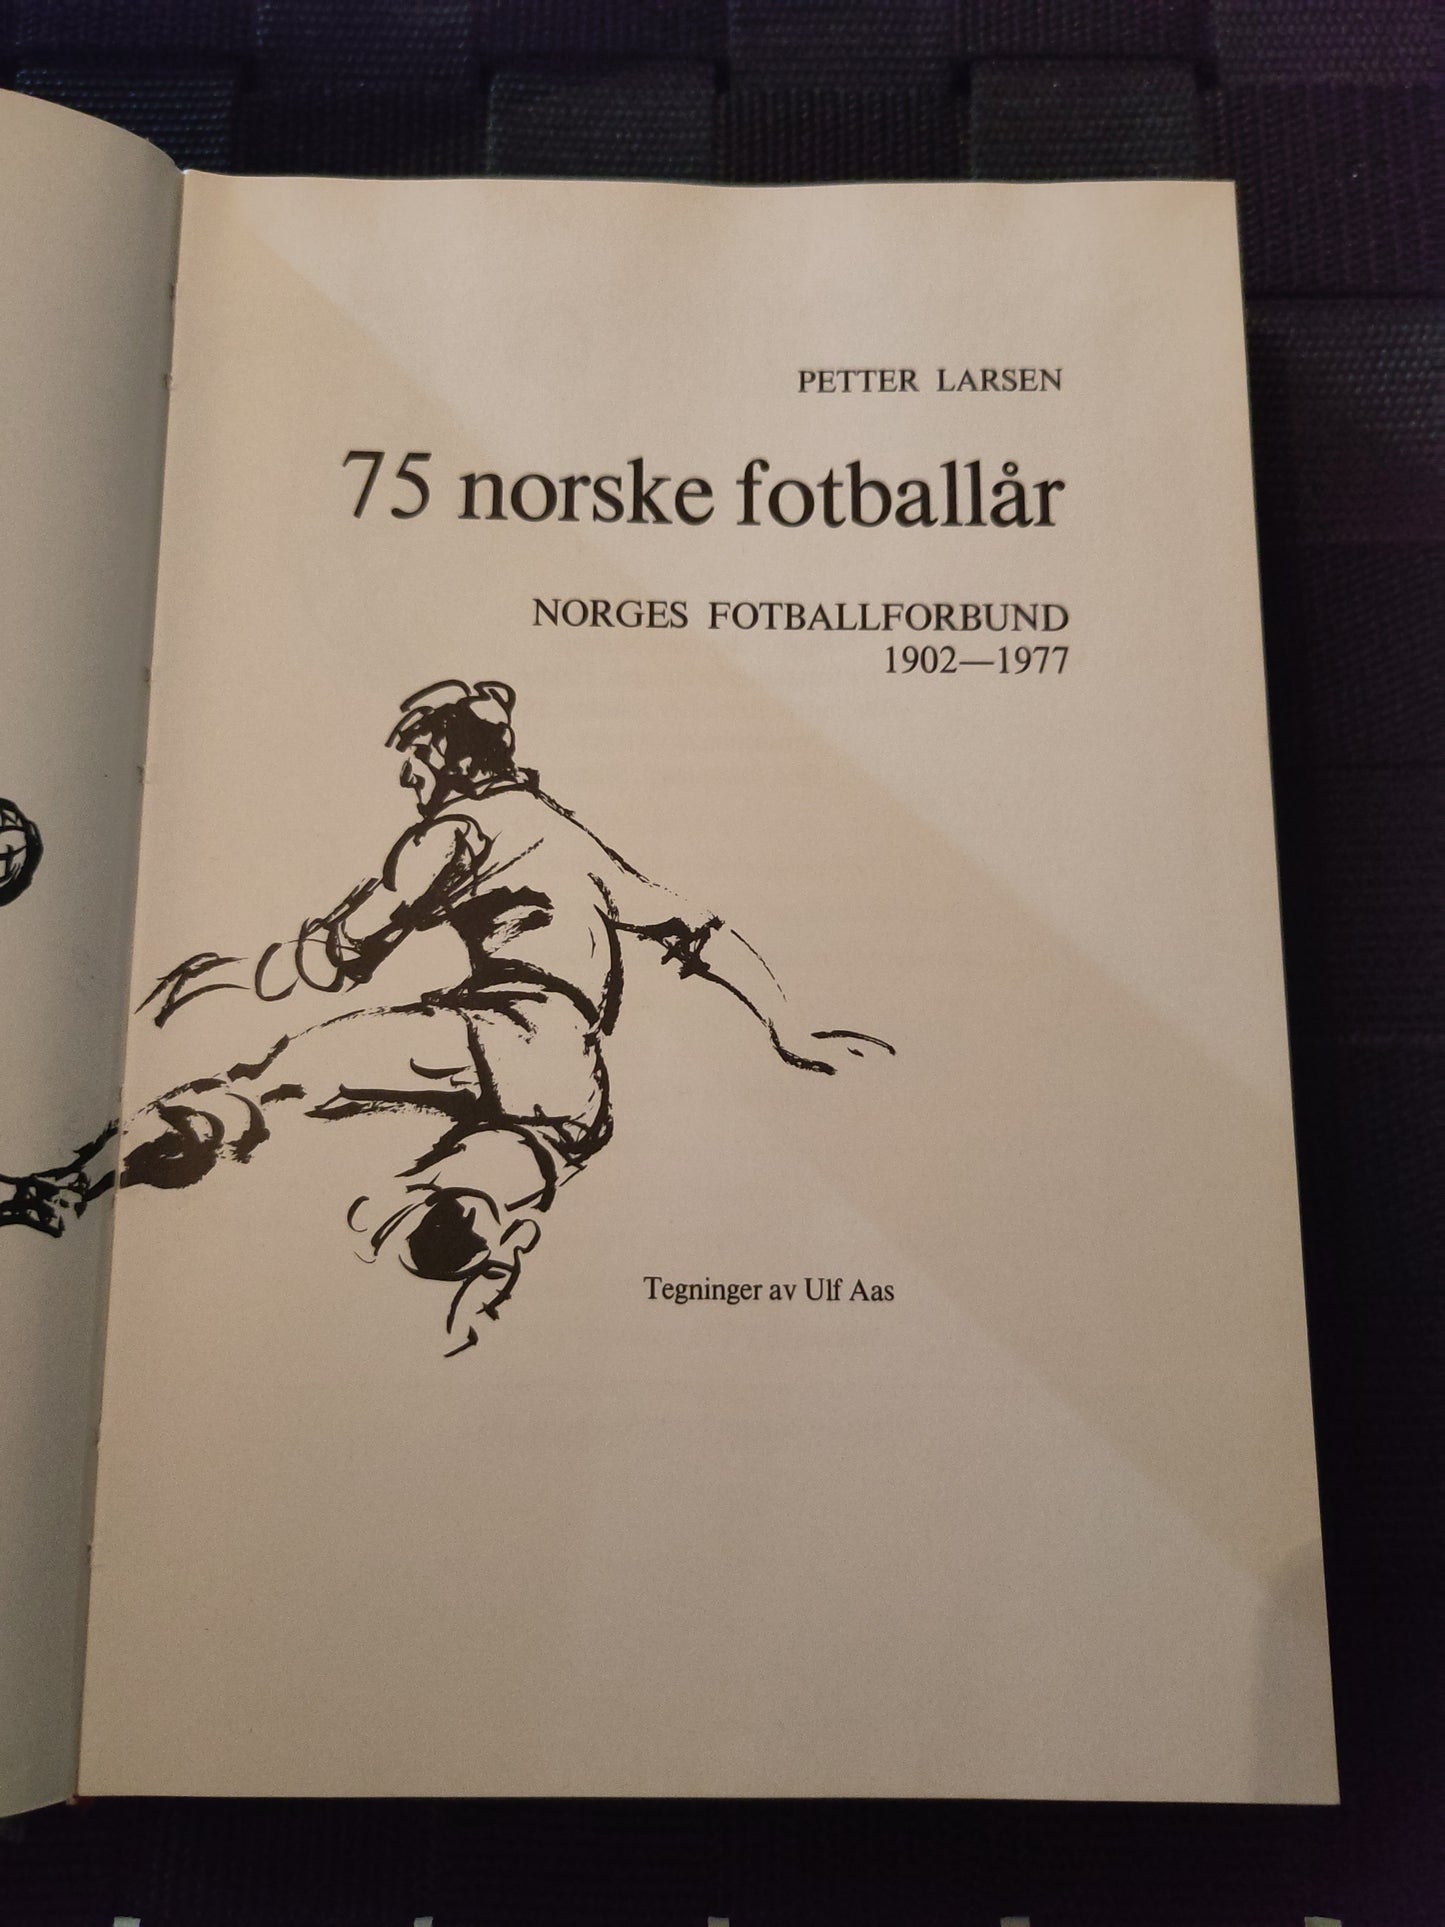 PETTER LARSEN
75 norske fotballår
NORGES FOTBALLFORBUND
1902—1977
Tegninger av Ulf Aas